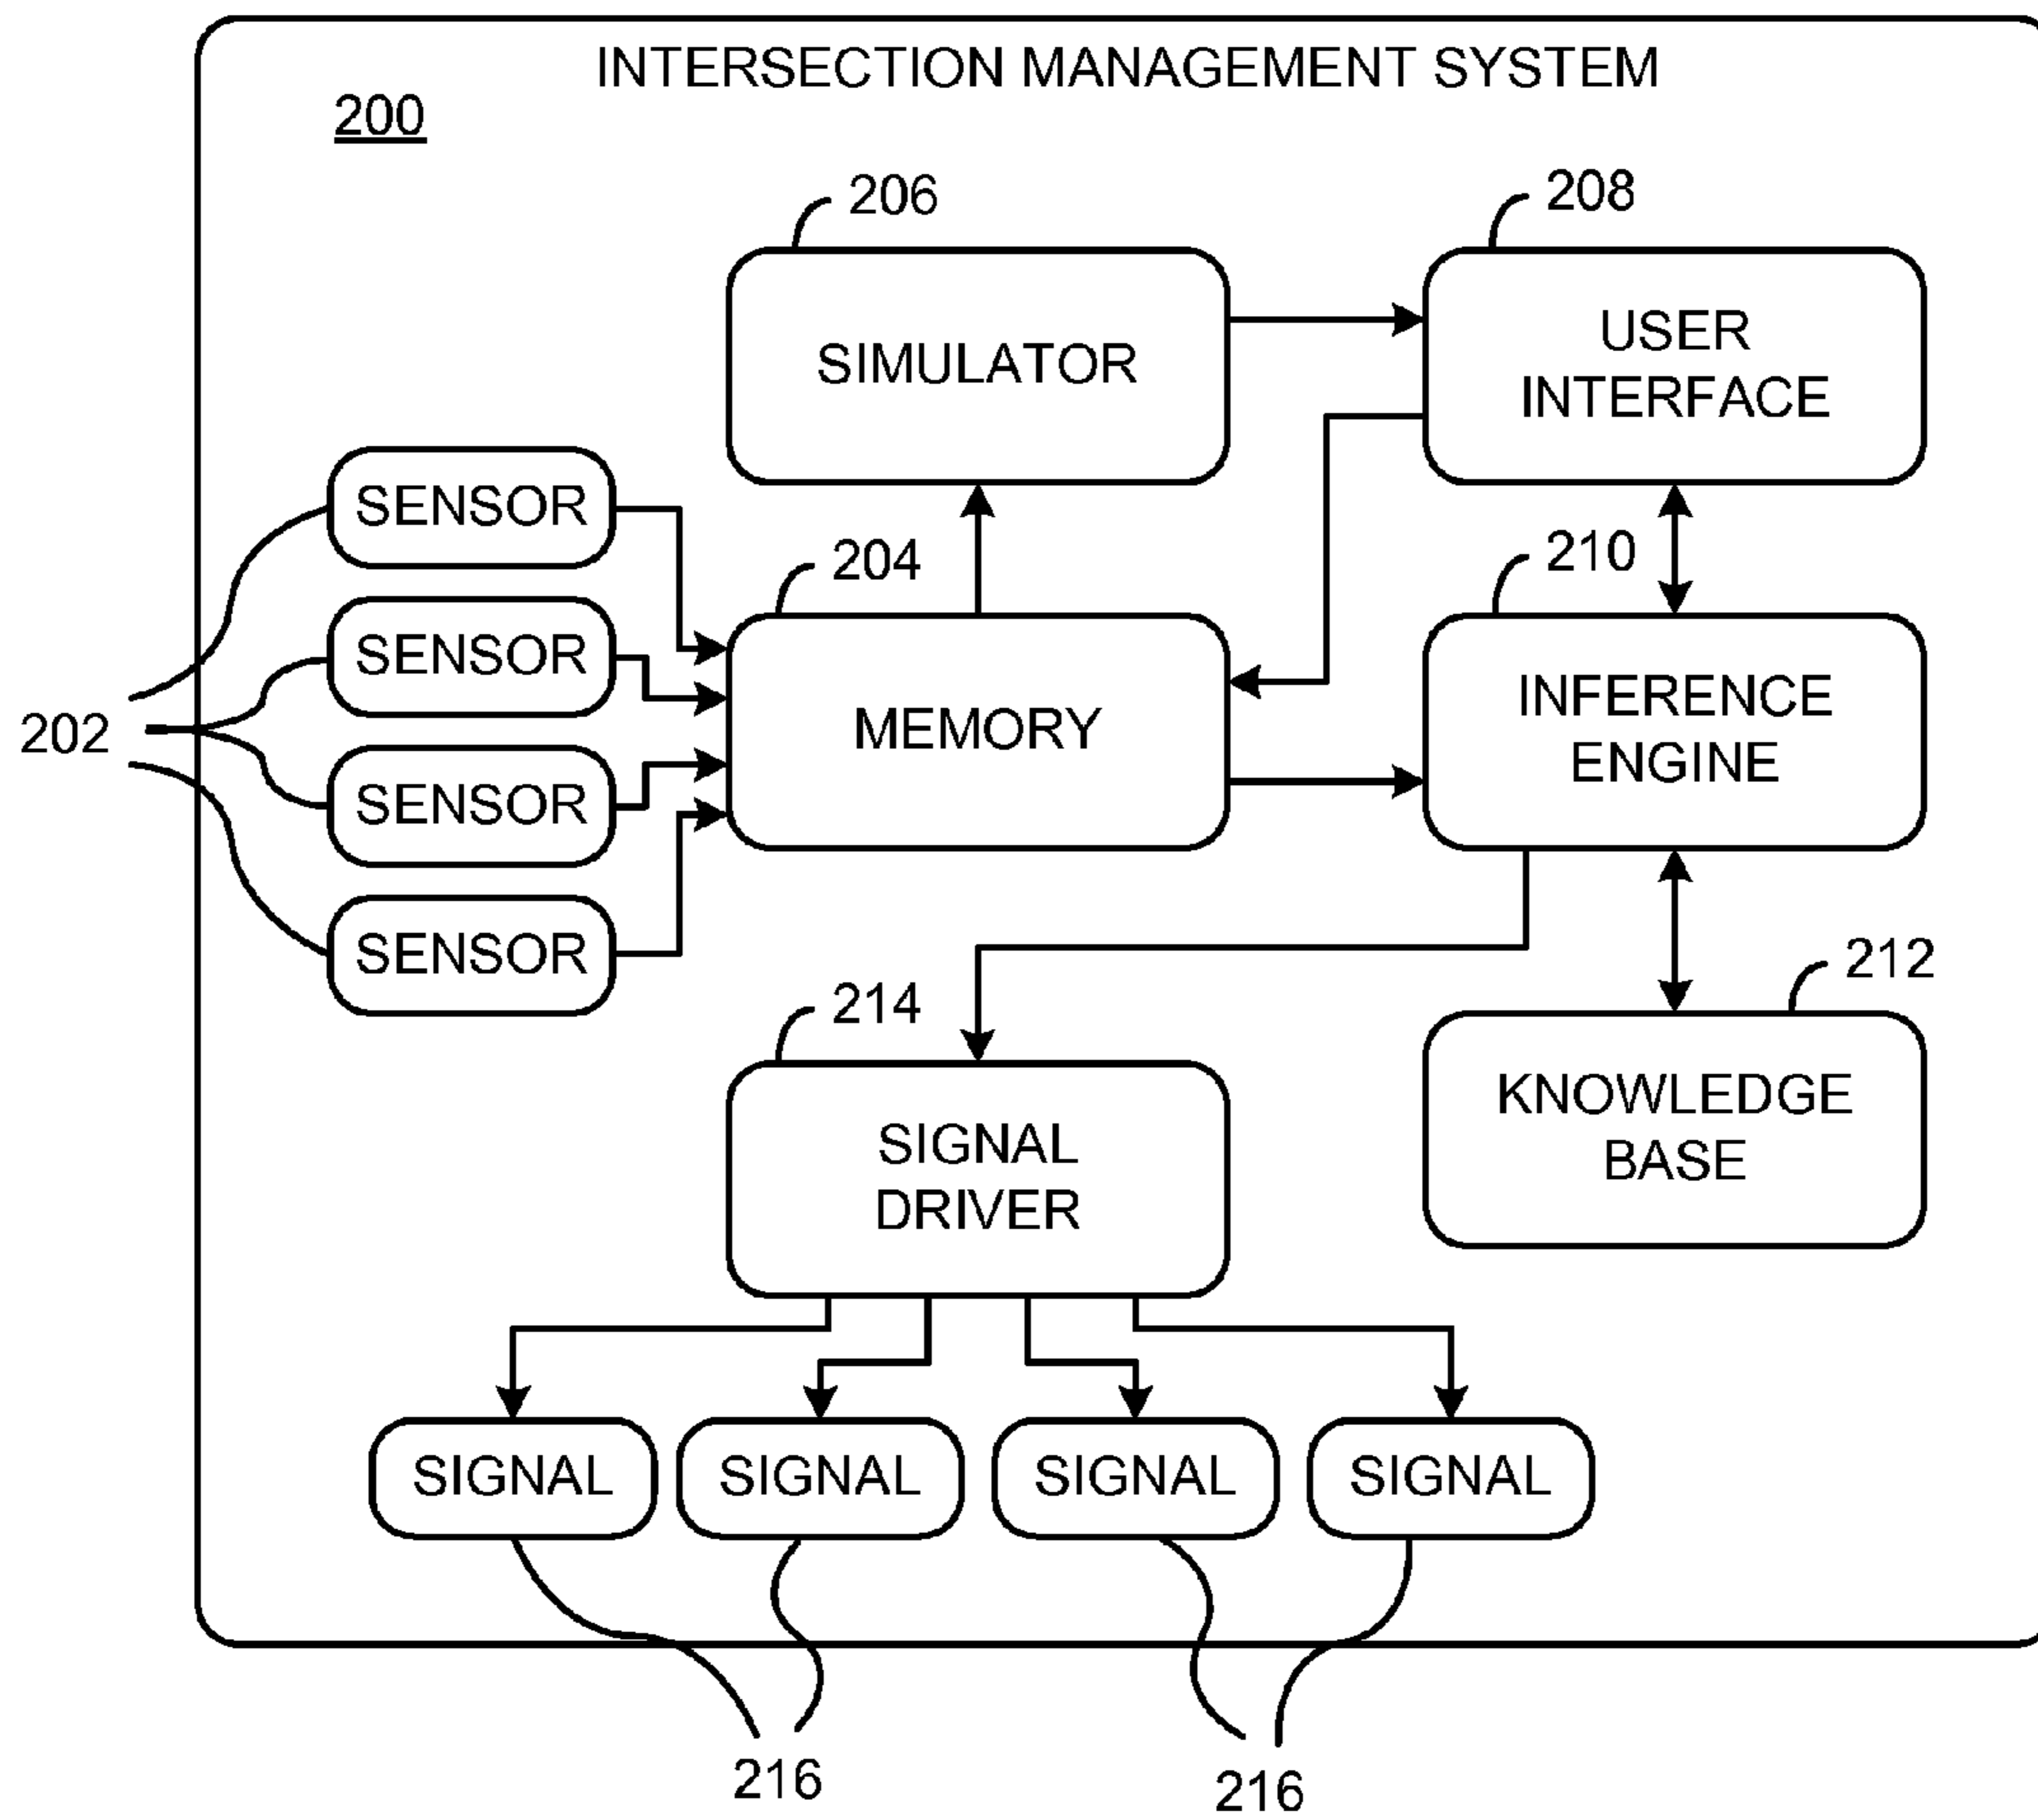 INTERSECTION MANAGEMENT SYSTEM
200
206
208
SIMULATOR
USER
INTERFACE
SENSOR
204
210
SENSOR
202
MEMORY
INFERENCE
ENGINE
SENSOR
SENSOR
214
212
SIGNAL
DRIVER
KNOWLEDGE
BASE
SIGNAL
SIGNAL
SIGNAL
SIGNAL
216
216